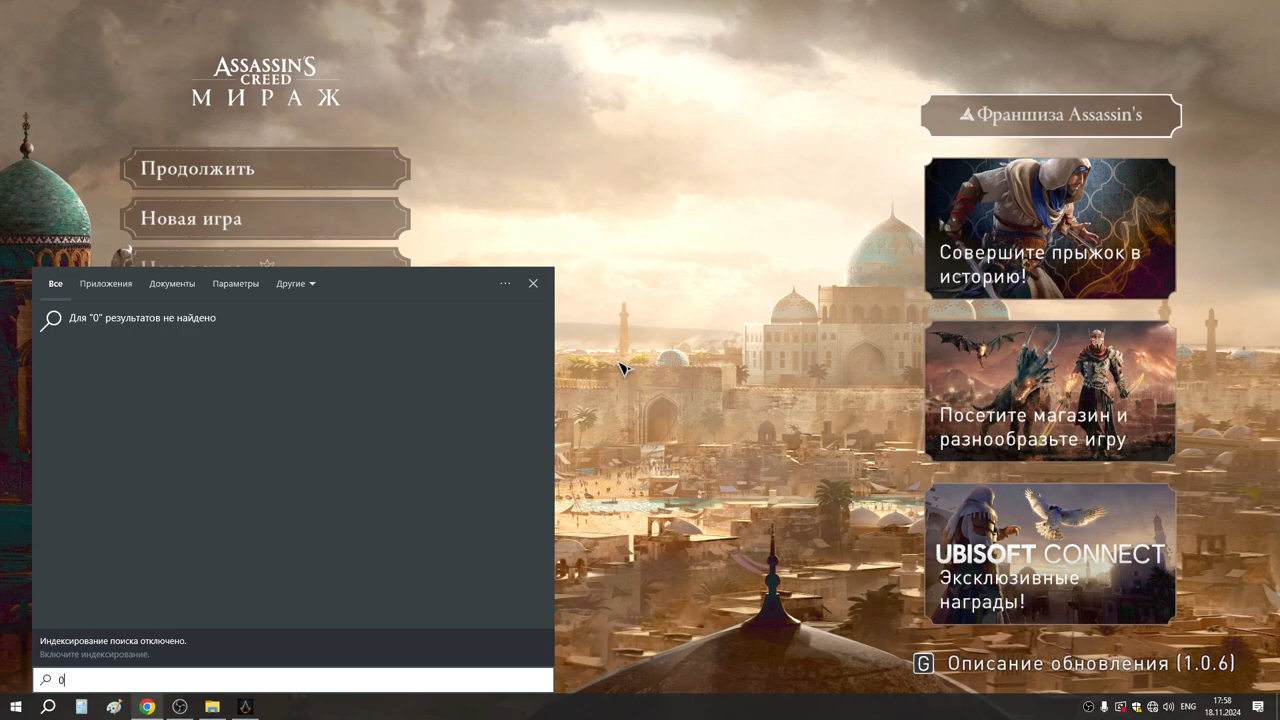 ASSASSIN'S
CREED
МИРАЖ
Продолжить
Новая игра
Все
Приложения
Документы
Параметры
Другие
Для "0" результатов не найдено
Индексирование поиска отключено.
Включите индексирование.
0
Франшиза Assassin's
Совершите прыжок в
историю!
Посетите магазин и
разнообразьте игру
UBISOFT CONNECT
Эксклюзивные
награды!
G Описание обновления (1.0.6)
ENG
17:58
18.11.2024